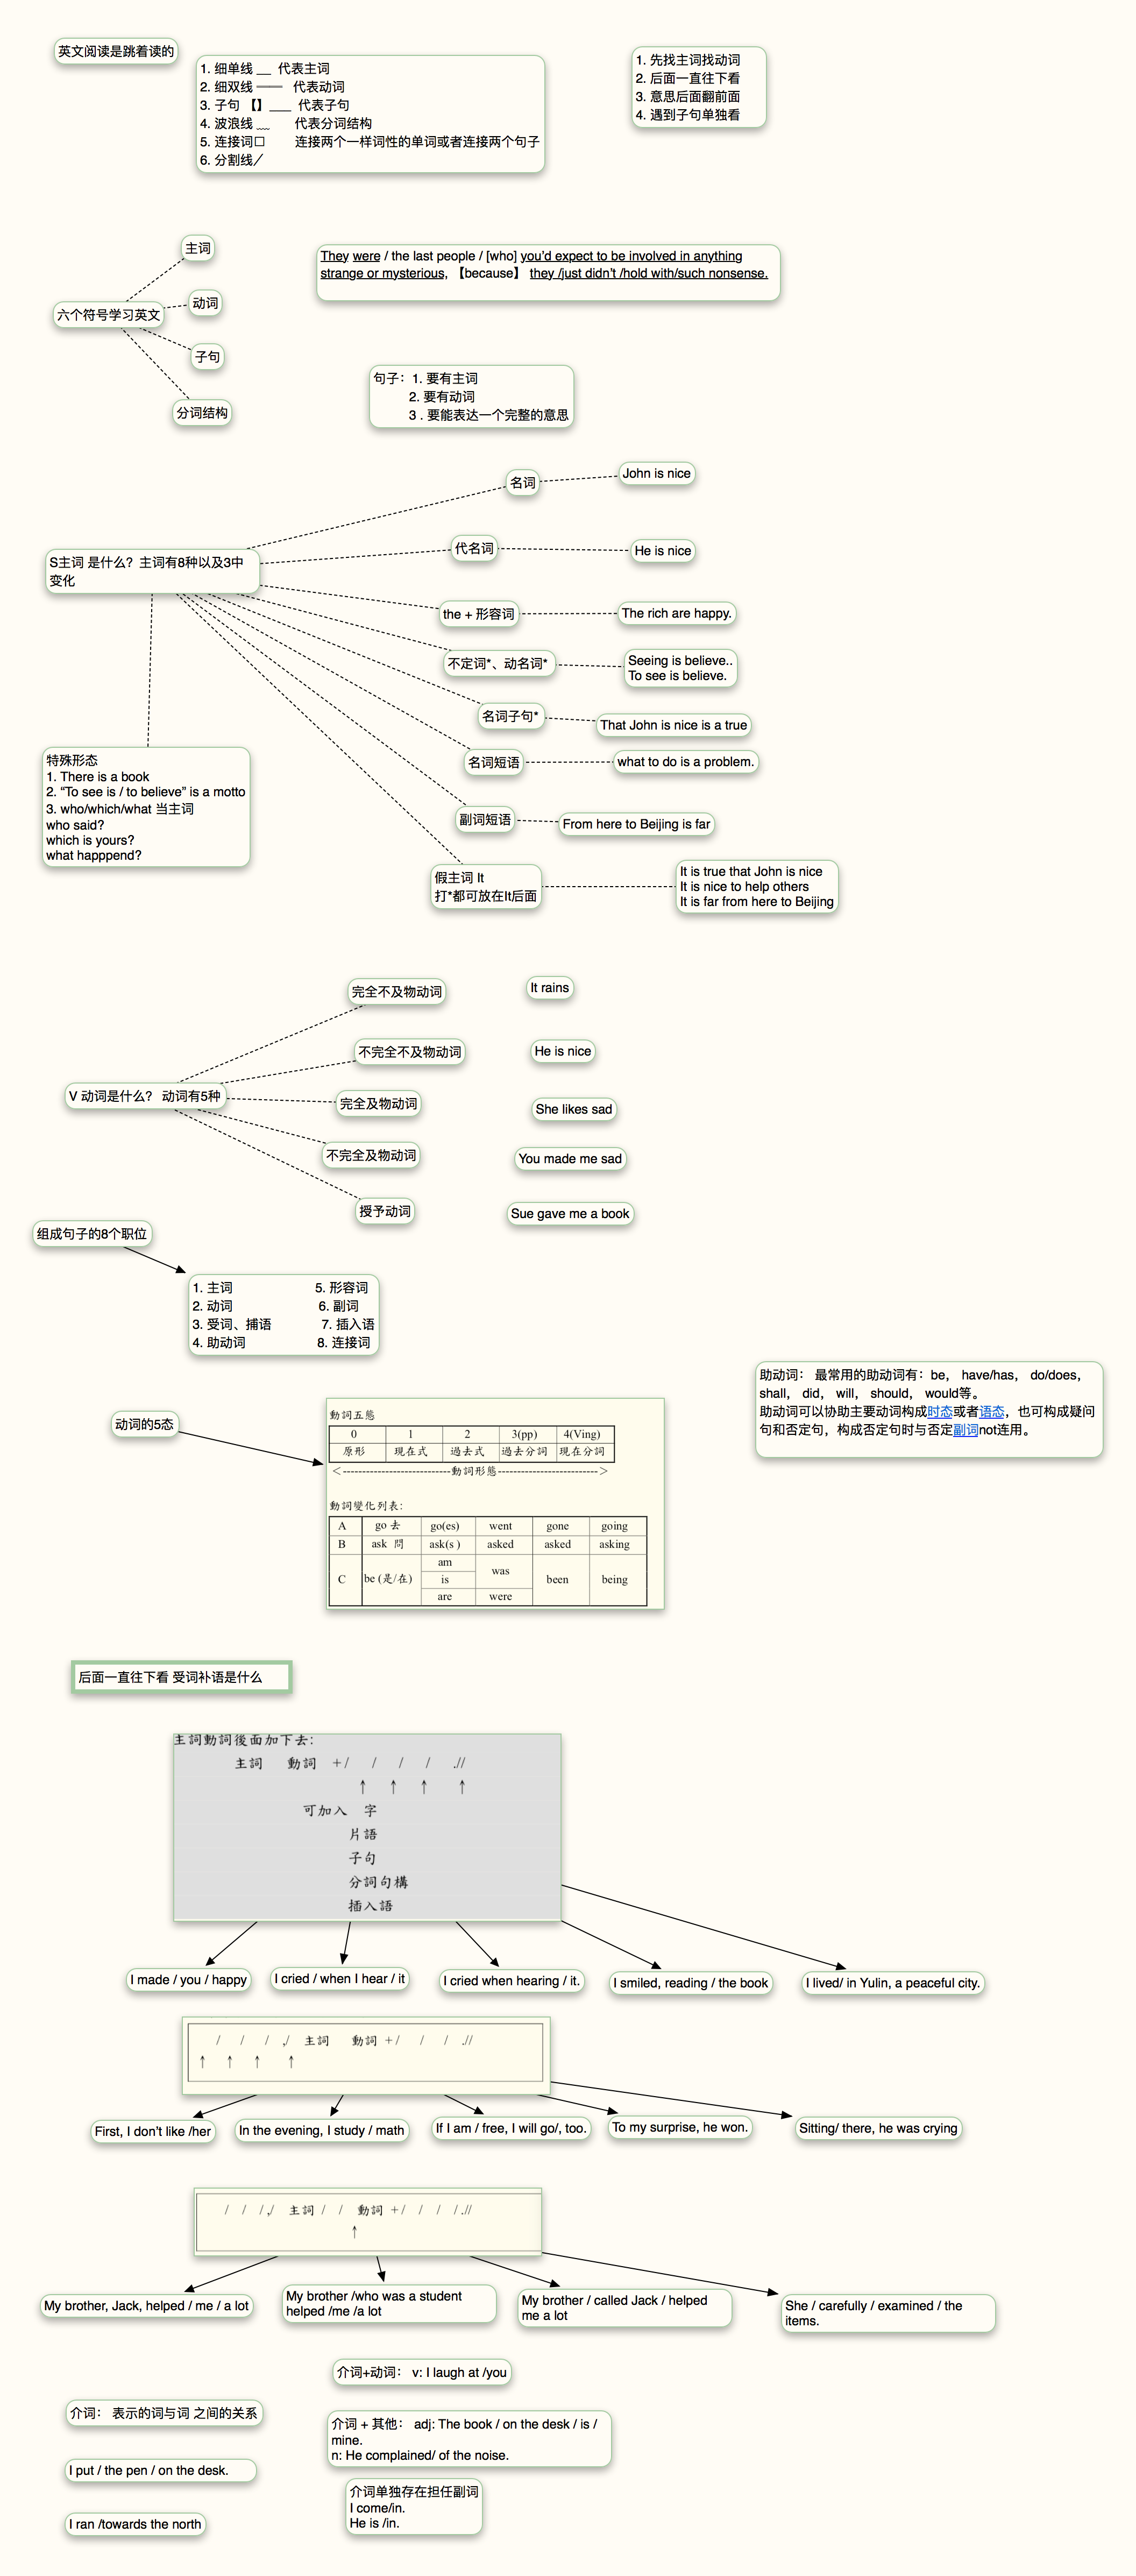 英文阅读是跳着读的
1. 细单线 __ 代表主词
2. 细双线 ═══ 代表动词
3. 子句 【】___ 代表子句
4. 波浪线 ﹏ 代表分词结构
5. 连接词□ 连接两个一样词性的单词或者连接两个句子
6. 分割线／
1. 先找主词找动词
2. 后面一直往下看
3. 意思后面翻前面
4. 遇到子句单独看
六个符号学习英文
主词
动词
子句
分词结构
They were / the last people / [who] you’d expect to be involved in anything
strange or mysterious, 【because】 they /just didn’t /hold with/such nonsense.
句子：1. 要有主词
2. 要有动词
3 . 要能表达一个完整的意思
S主词 是什么？主词有8种以及3中
变化
名词
John is nice
代名词
He is nice
the + 形容词
The rich are happy.
不定词*、动名词*
Seeing is believe..
To see is believe.
名词子句*
That John is nice is a true
名词短语
what to do is a problem.
副词短语
From here to Beijing is far
假主词 It
打*都可放在It后面
It is true that John is nice
It is nice to help others
It is far from here to Beijing
特殊形态
1. There is a book
2. “To see is / to believe” is a motto
3. who/which/what 当主词
who said?
which is yours?
what happpend?
V 动词是什么？ 动词有5种
完全不及物动词
It rains
不完全不及物动词
He is nice
完全及物动词
She likes sad
不完全及物动词
You made me sad
授予动词
Sue gave me a book
组成句子的8个职位
1. 主词 5. 形容词
2. 动词 6. 副词
3. 受词、捕语 7. 插入语
4. 助动词 8. 连接词
助动词： 最常用的助动词有：be， have/has， do/does，
shall， did， will， should， would等。
助动词可以协助主要动词构成时态或者语态，也可构成疑问
句和否定句，构成否定句时与否定副词not连用。
动词的5态
動詞五態
0 1 2 3(pp) 4(Ving)
原形 現在式 過去式 過去分詞 現在分詞
＜---------------------------動詞形態-------------------------＞
動詞變化列表:
A go 去 go(es) went gone going
B ask 問 ask(s ) asked asked asking
C be (是/在) am is are was were been being
后面一直往下看 受词补语是什么
主詞動詞後面加下去:
主詞 動詞 +/ / / / .//
↑ ↑ ↑ ↑
可加入 字
片語
子句
分詞句構
插入語
I made / you / happy
I cried / when I hear / it
I cried when hearing / it.
I smiled, reading / the book
I lived/ in Yulin, a peaceful city.
/ / / ,/ 主詞 動詞 +/ / / .//
↑ ↑ ↑ ↑
First, I don’t like /her
In the evening, I study / math
If I am / free, I will go/, too.
To my surprise, he won.
Sitting/ there, he was crying
/ / / ,/ 主詞 / / 動詞 +/ / / / .//
↑
My brother, Jack, helped / me / a lot
My brother /who was a student
helped /me /a lot
My brother / called Jack / helped
me a lot
She / carefully / examined / the
items.
介词+动词： v: I laugh at /you
介词： 表示的词与词 之间的关系
介词 + 其他： adj: The book / on the desk / is /
mine.
n: He complained/ of the noise.
I put / the pen / on the desk.
介词单独存在担任副词
I come/in.
He is /in.
I ran /towards the north